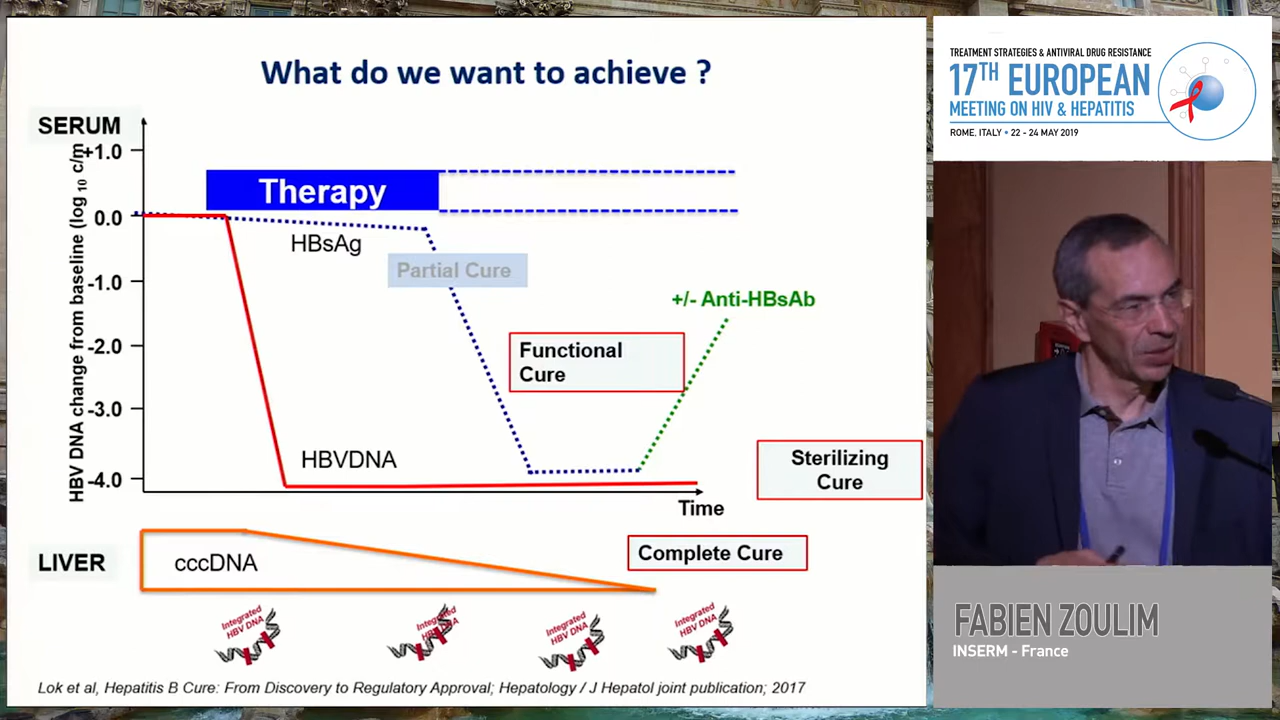 What do we want to achieve ?
SERUM
HBV DNA change from baseline (log 10 c/m
+1.0
0.0
-1.0
-2.0
-3.0
-4.0
Therapy
HBsAg
Partial Cure
+/- Anti-HBsAb
Functional
Cure
HBVDNA
Sterilizing
Cure
Time
LIVER
cccDNA
Complete Cure
Integrated
HBV DNA
Integrated
HBV DNA
Integrated
HBV DNA
Integrated
HBV DNA
Lok et al, Hepatitis B Cure: From Discovery to Regulatory Approval; Hepatology / J Hepatol joint publication; 2017
TREATMENT STRATEGIES & ANTIVIRAL DRUG RESISTANCE
17TH EUROPEAN
MEETING ON HIV & HEPATITIS
ROME, ITALY • 22 - 24 MAY 2019
FABIEN ZOULIM
INSERM - France